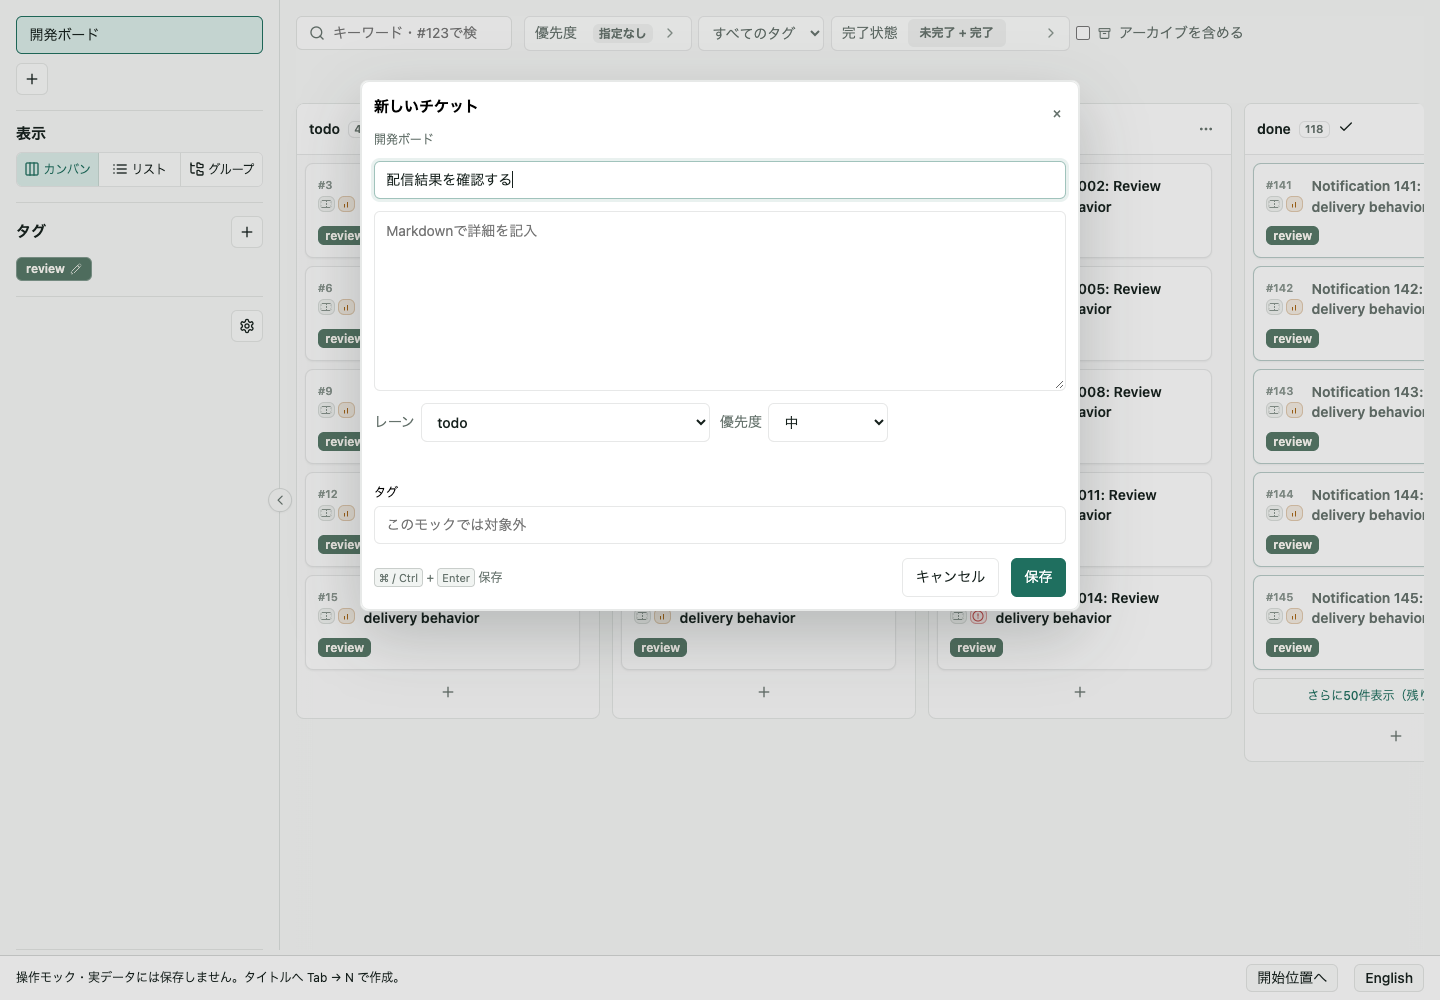 開発ボード
表示
カンバン
リスト
グループ
タグ
review
キーワード・#123で検
優先度 指定なし
すべてのタグ
完了状態 未完了 + 完了
アーカイブを含める
todo
#3
review
#6
review
#9
review
#12
review
#15
delivery behavior
review
delivery behavior
review
002: Review
avior
005: Review
avior
008: Review
avior
011: Review
avior
014: Review
delivery behavior
review
done 118
#141 Notification 141:
delivery behavior
review
#142 Notification 142:
delivery behavior
review
#143 Notification 143:
delivery behavior
review
#144 Notification 144:
delivery behavior
review
#145 Notification 145:
delivery behavior
review
さらに50件表示（残り
新しいチケット
×
開発ボード
配信結果を確認する
Markdownで詳細を記入
レーン todo 優先度 中
タグ
このモックでは対象外
⌘ / Ctrl + Enter 保存
キャンセル
保存
操作モック・実データには保存しません。タイトルへ Tab → N で作成。
開始位置へ
English